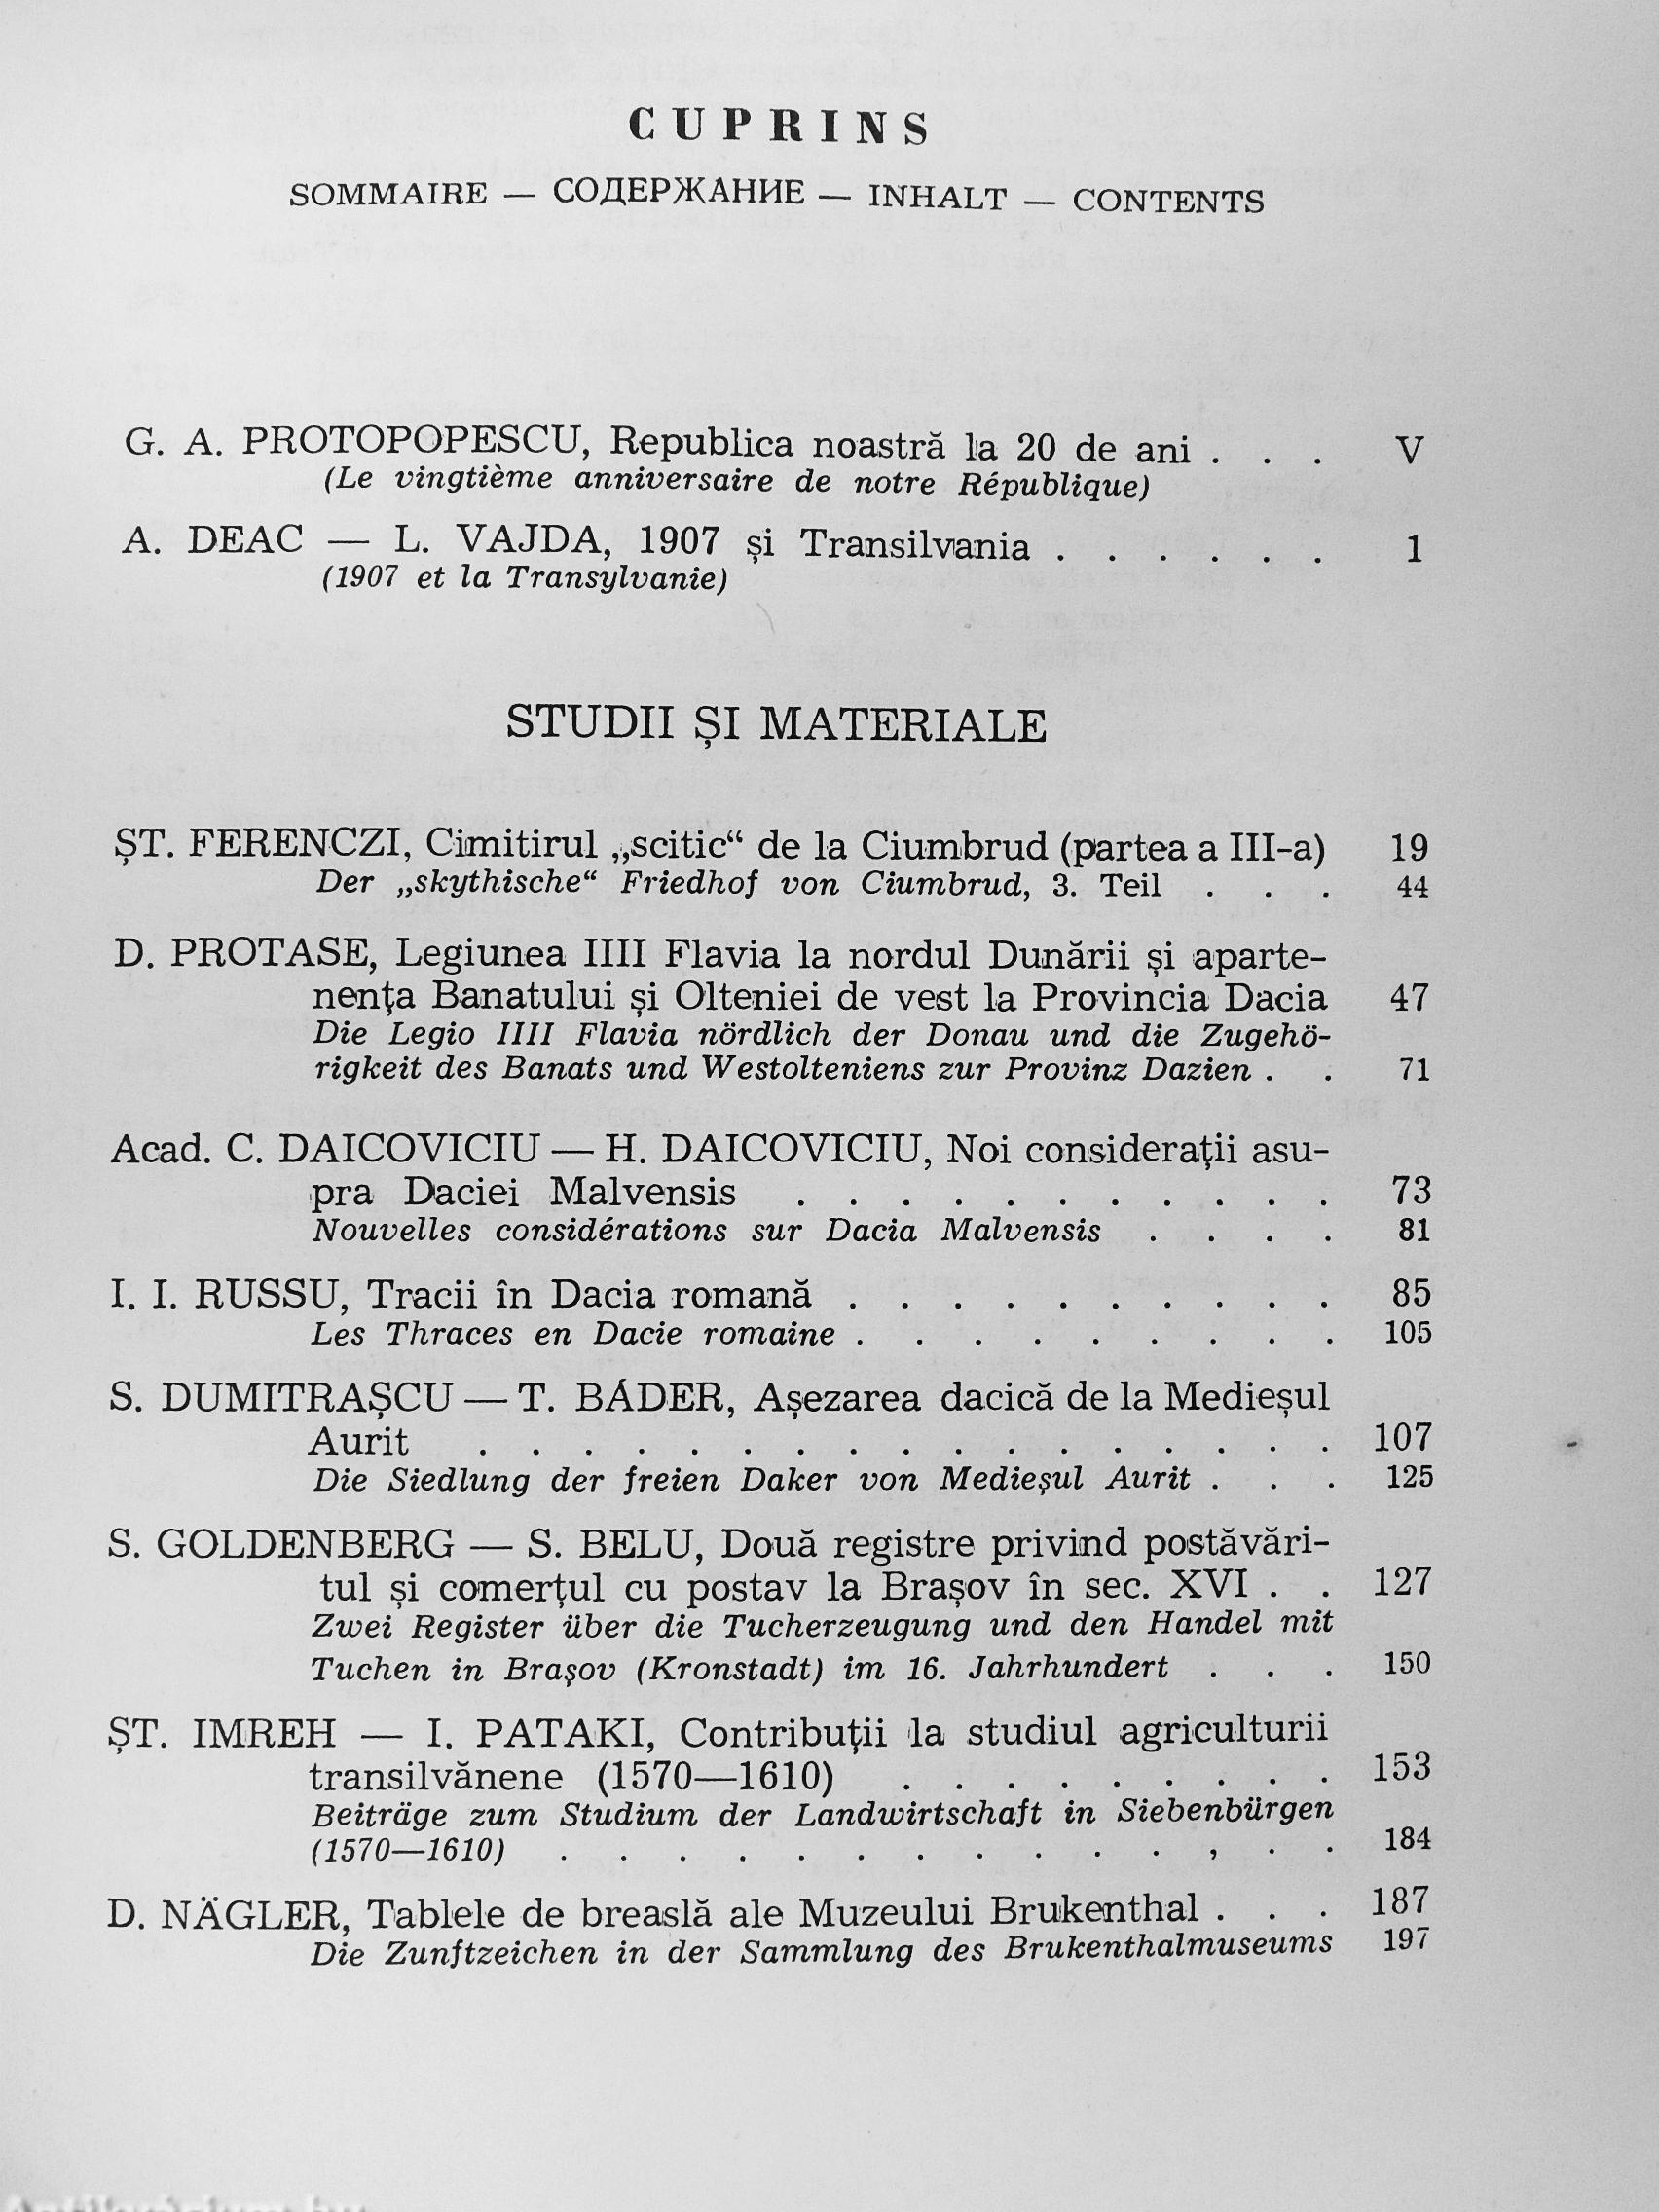 CUPRINS
SOMMAIRE — СОДЕРЖАНИЕ — INHALT — CONTENTS
G. A. PROTOPOPESCU, Republica noastră la 20 de ani . . . V
(Le vingtième anniversaire de notre République)
A. DEAC — L. VAJDA, 1907 și Transilvania . . . . . . 1
(1907 et la Transylvanie)
STUDII ȘI MATERIALE
ȘT. FERENCZI, Cimitirul „scitic“ de la Ciumbrud (partea a III-a) 19
Der „skythische“ Friedhof von Ciumbrud, 3. Teil . . . 44
D. PROTASE, Legiunea IIII Flavia la nordul Dunării și aparte-
nența Banatului și Olteniei de vest la Provincia Dacia 47
Die Legio IIII Flavia nördlich der Donau und die Zugehö-
rigkeit des Banats und Westolteniens zur Provinz Dazien . . 71
Acad. C. DAICOVICIU — H. DAICOVICIU, Noi considerații asu-
pra Daciei Malvensis . . . . . . . . . . . 73
Nouvelles considérations sur Dacia Malvensis . . . . 81
I. I. RUSSU, Tracii în Dacia romană . . . . . . . . . . 85
Les Thraces en Dacie romaine . . . . . . . . . 105
S. DUMITRAȘCU — T. BÁDER, Așezarea dacică de la Medieșul
Aurit . . . . . . . . . . . . . . . . . 107
Die Siedlung der freien Daker von Medieșul Aurit . . . 125
S. GOLDENBERG — S. BELU, Două registre privind postăvări-
tul și comerțul cu postav la Brașov în sec. XVI . . 127
Zwei Register über die Tucherzeugung und den Handel mit
Tuchen in Brașov (Kronstadt) im 16. Jahrhundert . . . 150
ȘT. IMREH — I. PATAKI, Contribuții la studiul agriculturii
transilvănene (1570—1610) . . . . . . . . . 153
Beiträge zum Studium der Landwirtschaft in Siebenbürgen
(1570—1610) . . . . . . . . . . . , . . 184
D. NÄGLER, Tablele de breaslă ale Muzeului Brukenthal . . . 187
Die Zunftzeichen in der Sammlung des Brukenthalmuseums 197